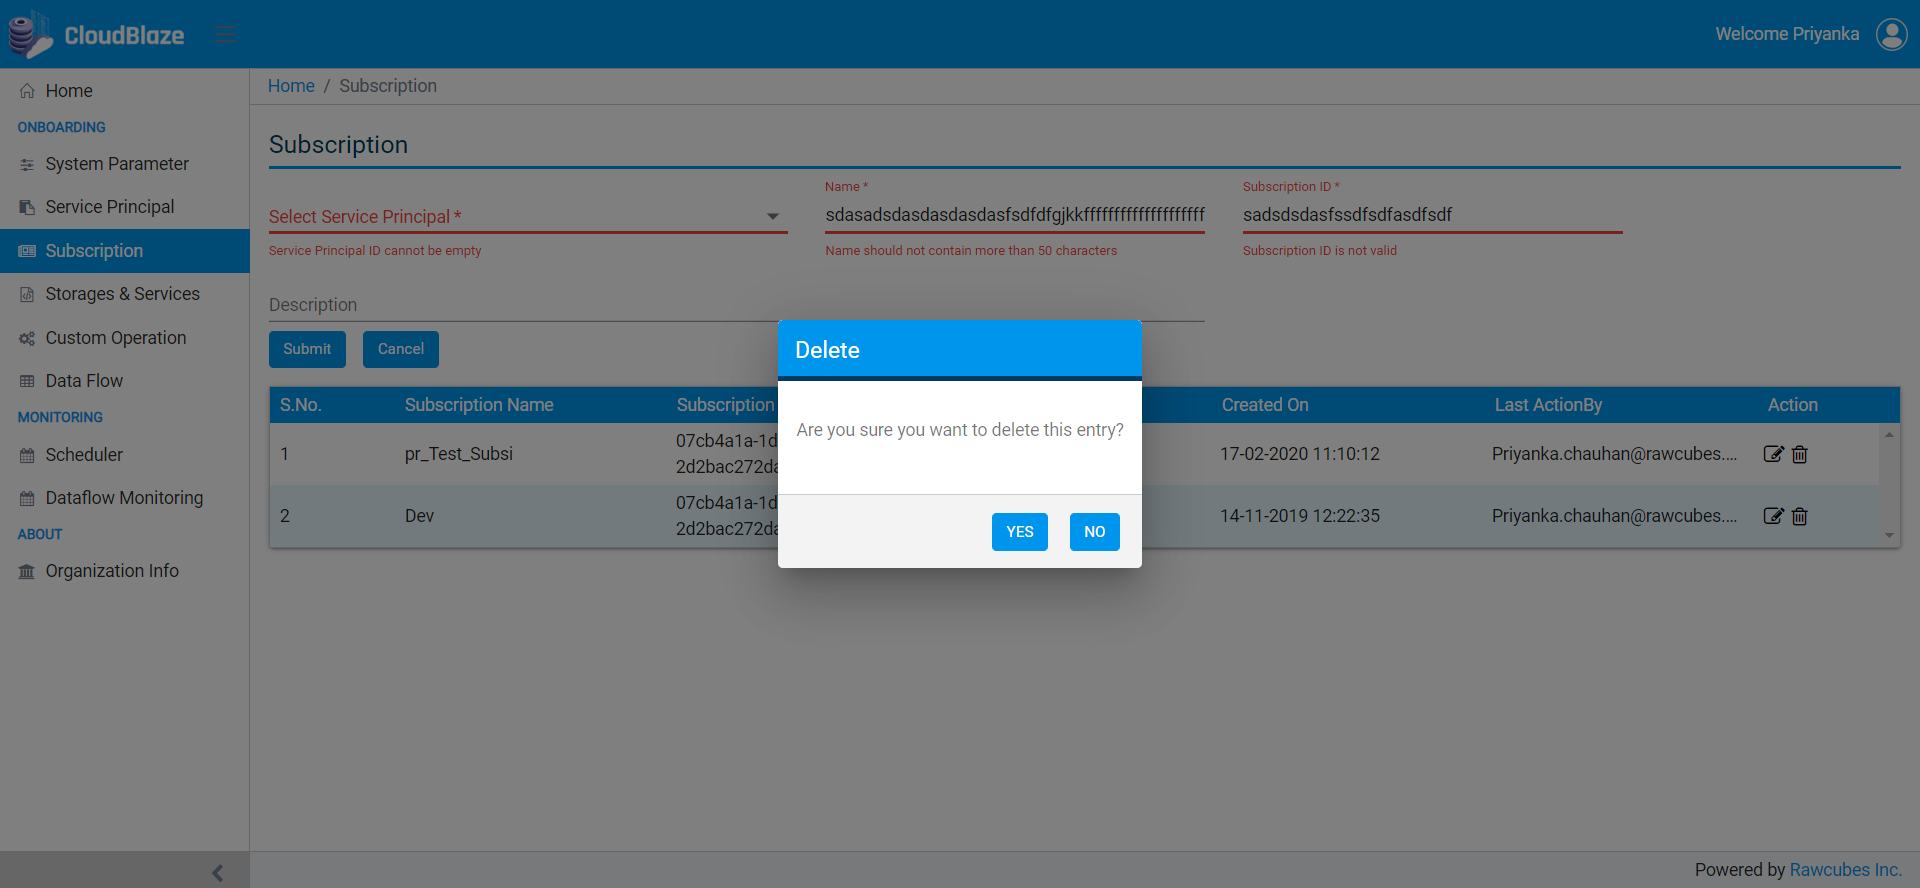 CloudBlaze
Welcome Priyanka
Home
ONBOARDING
System Parameter
Service Principal
Subscription
Storages & Services
Custom Operation
Data Flow
MONITORING
Scheduler
Dataflow Monitoring
ABOUT
Organization Info
Home / Subscription
Subscription
Select Service Principal *
Service Principal ID cannot be empty
Name *
sdasadsdasdasdasdasfsdfdfgjkkffffffffffffffffffff
Name should not contain more than 50 characters
Subscription ID *
sadsdsdasfssdfsdfasdfsdf
Subscription ID is not valid
Description
Submit Cancel
S.No. Subscription Name Subscription Created On Last ActionBy Action
1 pr_Test_Subsi 07cb4a1a-1d 17-02-2020 11:10:12 Priyanka.chauhan@rawcubes....
2d2bac272da
2 Dev 07cb4a1a-1d 14-11-2019 12:22:35 Priyanka.chauhan@rawcubes....
2d2bac272da
Delete
Are you sure you want to delete this entry?
YES NO
Powered by Rawcubes Inc.